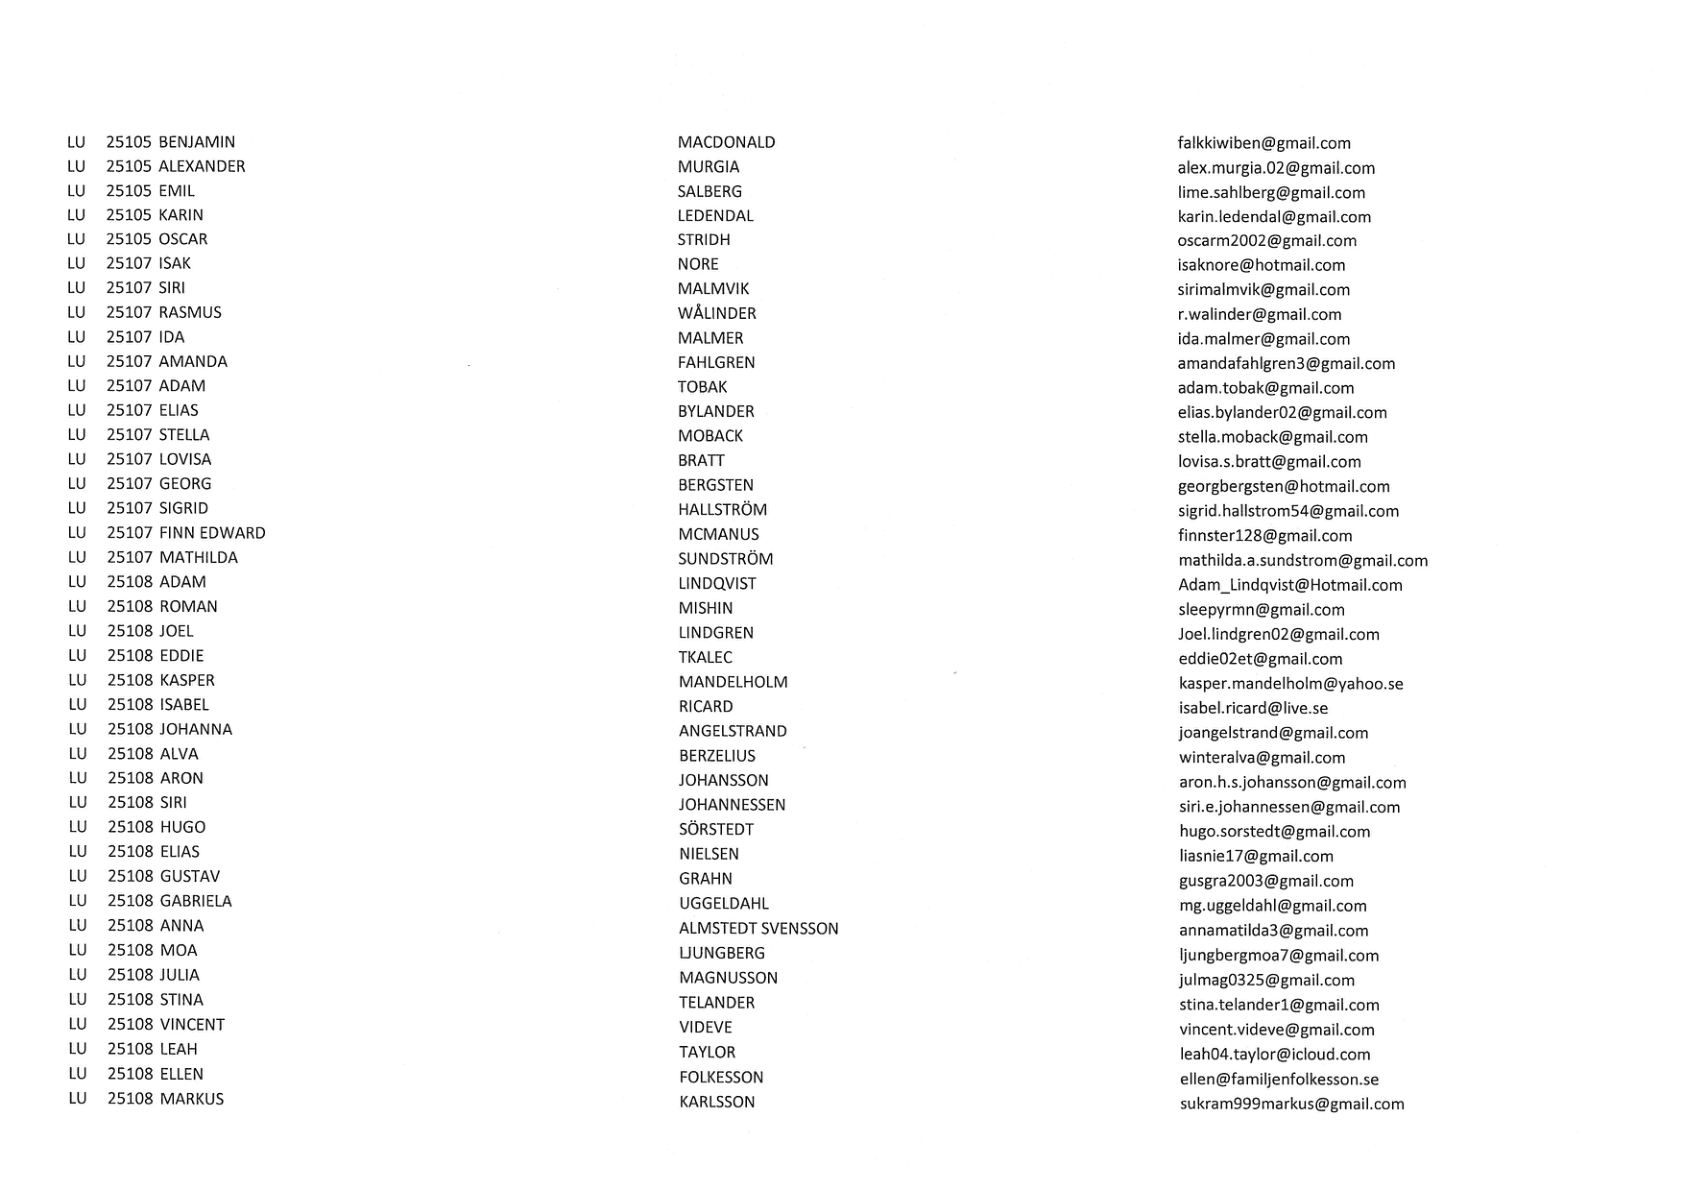 LU 25105 BENJAMIN MACDONALD falkkiwiben@gmail.com
LU 25105 ALEXANDER MURGIA alex.murgia.02@gmail.com
LU 25105 EMIL SALBERG lime.sahlberg@gmail.com
LU 25105 KARIN LEDENDAL karin.ledendal@gmail.com
LU 25105 OSCAR STRIDH oscarm2002@gmail.com
LU 25107 ISAK NORE isaknore@hotmail.com
LU 25107 SIRI MALMVIK sirimalmvik@gmail.com
LU 25107 RASMUS WÅLINDER r.walinder@gmail.com
LU 25107 IDA MALMER ida.malmer@gmail.com
LU 25107 AMANDA FAHLGREN amandafahlgren3@gmail.com
LU 25107 ADAM TOBAK adam.tobak@gmail.com
LU 25107 ELIAS BYLANDER elias.bylander02@gmail.com
LU 25107 STELLA MOBACK stella.moback@gmail.com
LU 25107 LOVISA BRATT lovisa.s.bratt@gmail.com
LU 25107 GEORG BERGSTEN georgbergsten@hotmail.com
LU 25107 SIGRID HALLSTRÖM sigrid.hallstrom54@gmail.com
LU 25107 FINN EDWARD MCMANUS finnster128@gmail.com
LU 25107 MATHILDA SUNDSTRÖM mathilda.a.sundstrom@gmail.com
LU 25108 ADAM LINDQVIST Adam_Lindqvist@Hotmail.com
LU 25108 ROMAN MISHIN sleepyrmn@gmail.com
LU 25108 JOEL LINDGREN Joel.lindgren02@gmail.com
LU 25108 EDDIE TKALEC eddie02et@gmail.com
LU 25108 KASPER MANDELHOLM kasper.mandelholm@yahoo.se
LU 25108 ISABEL RICARD isabel.ricard@live.se
LU 25108 JOHANNA ANGELSTRAND joangelstrand@gmail.com
LU 25108 ALVA BERZELIUS winteralva@gmail.com
LU 25108 ARON JOHANSSON aron.h.s.johansson@gmail.com
LU 25108 SIRI JOHANNESSEN siri.e.johannessen@gmail.com
LU 25108 HUGO SÖRSTEDT hugo.sorstedt@gmail.com
LU 25108 ELIAS NIELSEN liasnie17@gmail.com
LU 25108 GUSTAV GRAHN gusgra2003@gmail.com
LU 25108 GABRIELA UGGELDAHL mg.uggeldahl@gmail.com
LU 25108 ANNA ALMSTEDT SVENSSON annamatilda3@gmail.com
LU 25108 MOA LJUNGBERG ljungbergmoa7@gmail.com
LU 25108 JULIA MAGNUSSON julmag0325@gmail.com
LU 25108 STINA TELANDER stina.telander1@gmail.com
LU 25108 VINCENT VIDEVE vincent.videve@gmail.com
LU 25108 LEAH TAYLOR leah04.taylor@icloud.com
LU 25108 ELLEN FOLKESSON ellen@familjenfolkesson.se
LU 25108 MARKUS KARLSSON sukram999markus@gmail.com